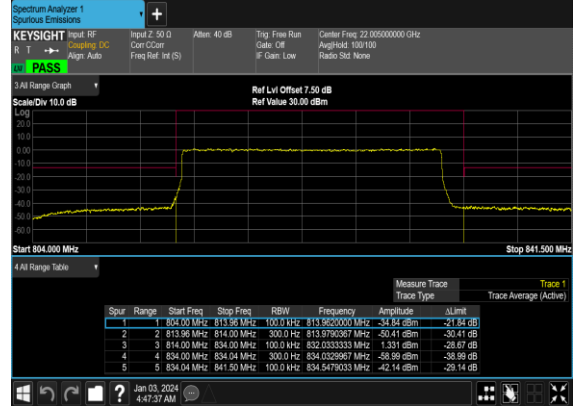 Spectrum Analyzer 1
Spurious Emissions
KEYSIGHT Input: RF Input Z: 50 Ω Atten: 40 dB Trig: Free Run Center Freq: 22.005000000 GHz
R T Coupling: DC Corr CCorr Gate: Off Avg|Hold: 100/100
Align: Auto Freq Ref: Int (S) IF Gain: Low Radio Std: None
PASS
3 All Range Graph
Ref Lvl Offset 7.50 dB
Scale/Div 10.0 dB Ref Value 30.00 dBm
Log
20.0
10.0
0.00
-10.0
-20.0
-30.0
-40.0
-50.0
-60.0
Start 804.000 MHz Stop 841.500 MHz
4 All Range Table
Measure Trace Trace 1
Trace Type Trace Average (Active)
Spur Range Start Freq Stop Freq RBW Frequency Amplitude ΔLimit
1 1 804.00 MHz 813.96 MHz 100.0 kHz 813.9620000 MHz -34.84 dBm -21.84 dB
2 2 813.96 MHz 814.00 MHz 300.0 Hz 813.9790367 MHz -50.41 dBm -30.41 dB
3 3 814.00 MHz 834.00 MHz 100.0 kHz 832.0333333 MHz 1.331 dBm -28.67 dB
4 4 834.00 MHz 834.04 MHz 300.0 Hz 834.0329967 MHz -58.99 dBm -38.99 dB
5 5 834.04 MHz 841.50 MHz 100.0 kHz 834.5479033 MHz -42.14 dBm -29.14 dB
Jan 03, 2024
4:47:37 AM